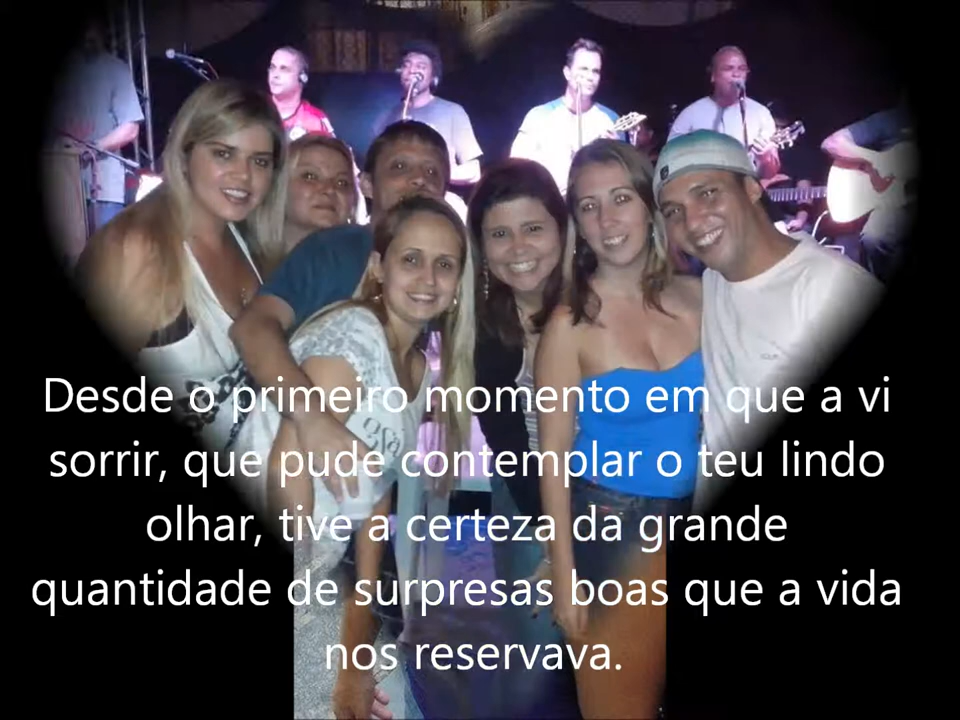 Desde o primeiro momento em que a vi
sorrir, que pude contemplar o teu lindo
olhar, tive a certeza da grande
quantidade de surpresas boas que a vida
nos reservava.